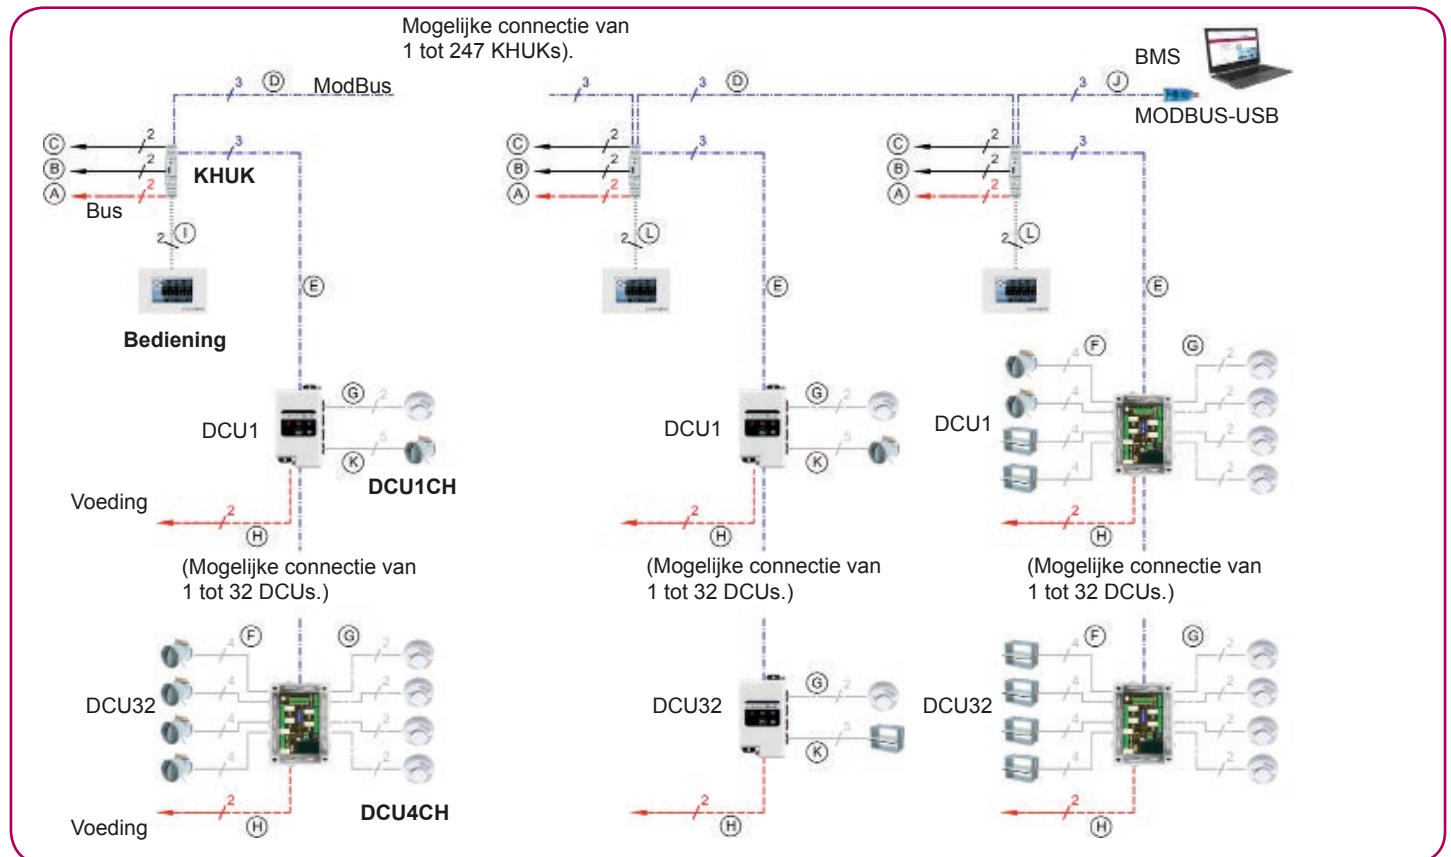 Mogelijke connectie van
1 tot 247 KHUKs).
BMS
3 D ModBus
3 3 D
3 J
MODBUS-USB
C 2
B 2
A 2
3
KHUK
Bus
C 2
B 2
A 2
3
C 2
B 2
A 2
3
2 I
2 L
2 L
E
E
E
Bediening
DCU1
G 2
K 5
DCU1CH
Voeding
2
H
DCU1
G 2
K 5
2
H
DCU1
F G
4 2
4 2
4 2
4 2
2
H
(Mogelijke connectie van
1 tot 32 DCUs.)
(Mogelijke connectie van
1 tot 32 DCUs.)
(Mogelijke connectie van
1 tot 32 DCUs.)
DCU32
F G
4 2
4 2
4 2
4 2
DCU4CH
Voeding
2
H
DCU32
G 2
K 5
2
H
DCU32
F G
4 2
4 2
4 2
4 2
2
H